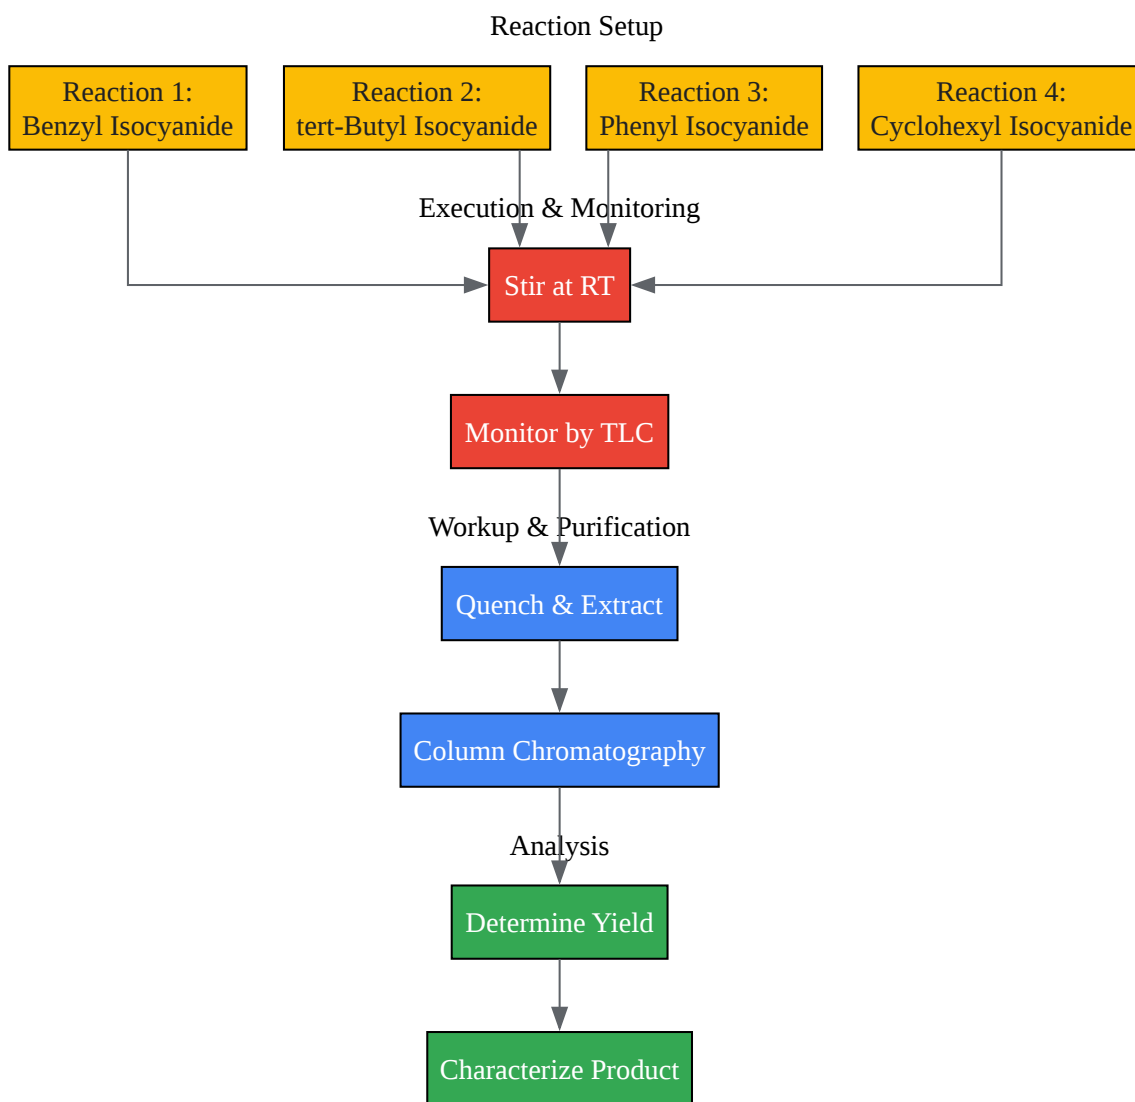 Reaction Setup
Reaction 1:
Benzyl Isocyanide
Reaction 2:
tert-Butyl Isocyanide
Reaction 3:
Phenyl Isocyanide
Reaction 4:
Cyclohexyl Isocyanide
Execution & Monitoring
Stir at RT
Monitor by TLC
Workup & Purification
Quench & Extract
Column Chromatography
Analysis
Determine Yield
Characterize Product